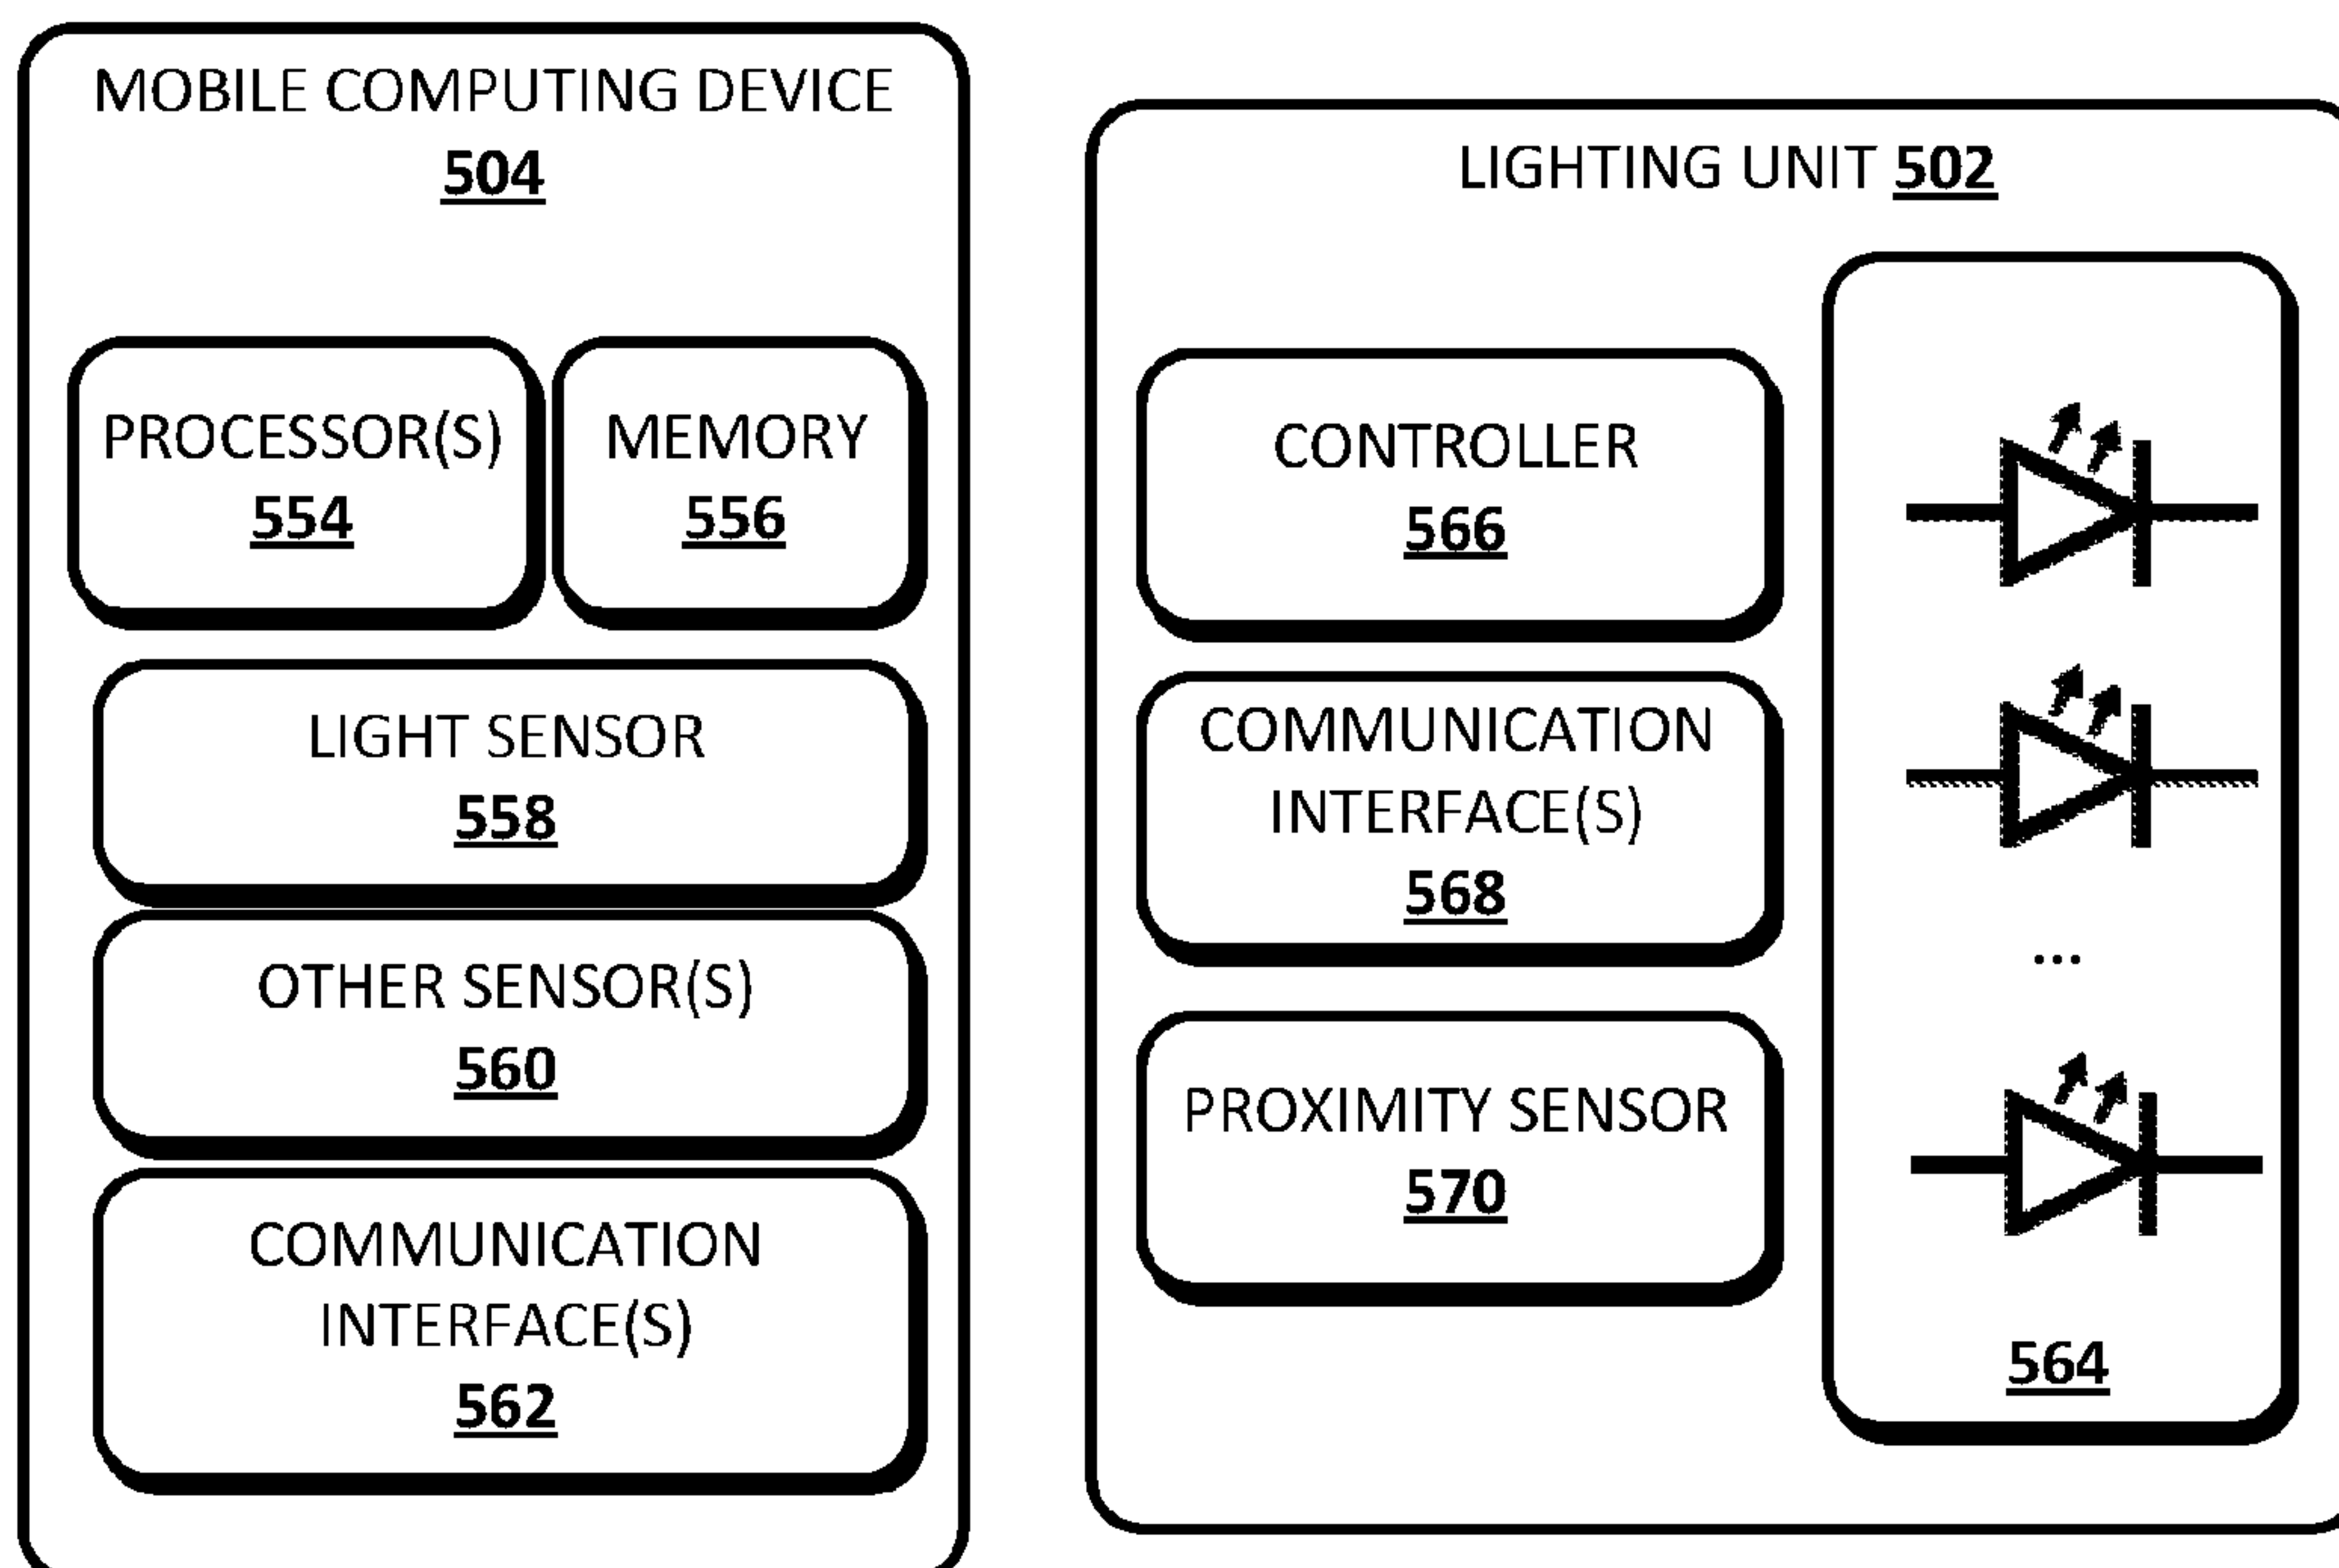 MOBILE COMPUTING DEVICE
504
PROCESSOR(S)
554
MEMORY
556
LIGHT SENSOR
558
OTHER SENSOR(S)
560
COMMUNICATION
INTERFACE(S)
562
LIGHTING UNIT 502
CONTROLLER
566
COMMUNICATION
INTERFACE(S)
568
PROXIMITY SENSOR
570
...
564